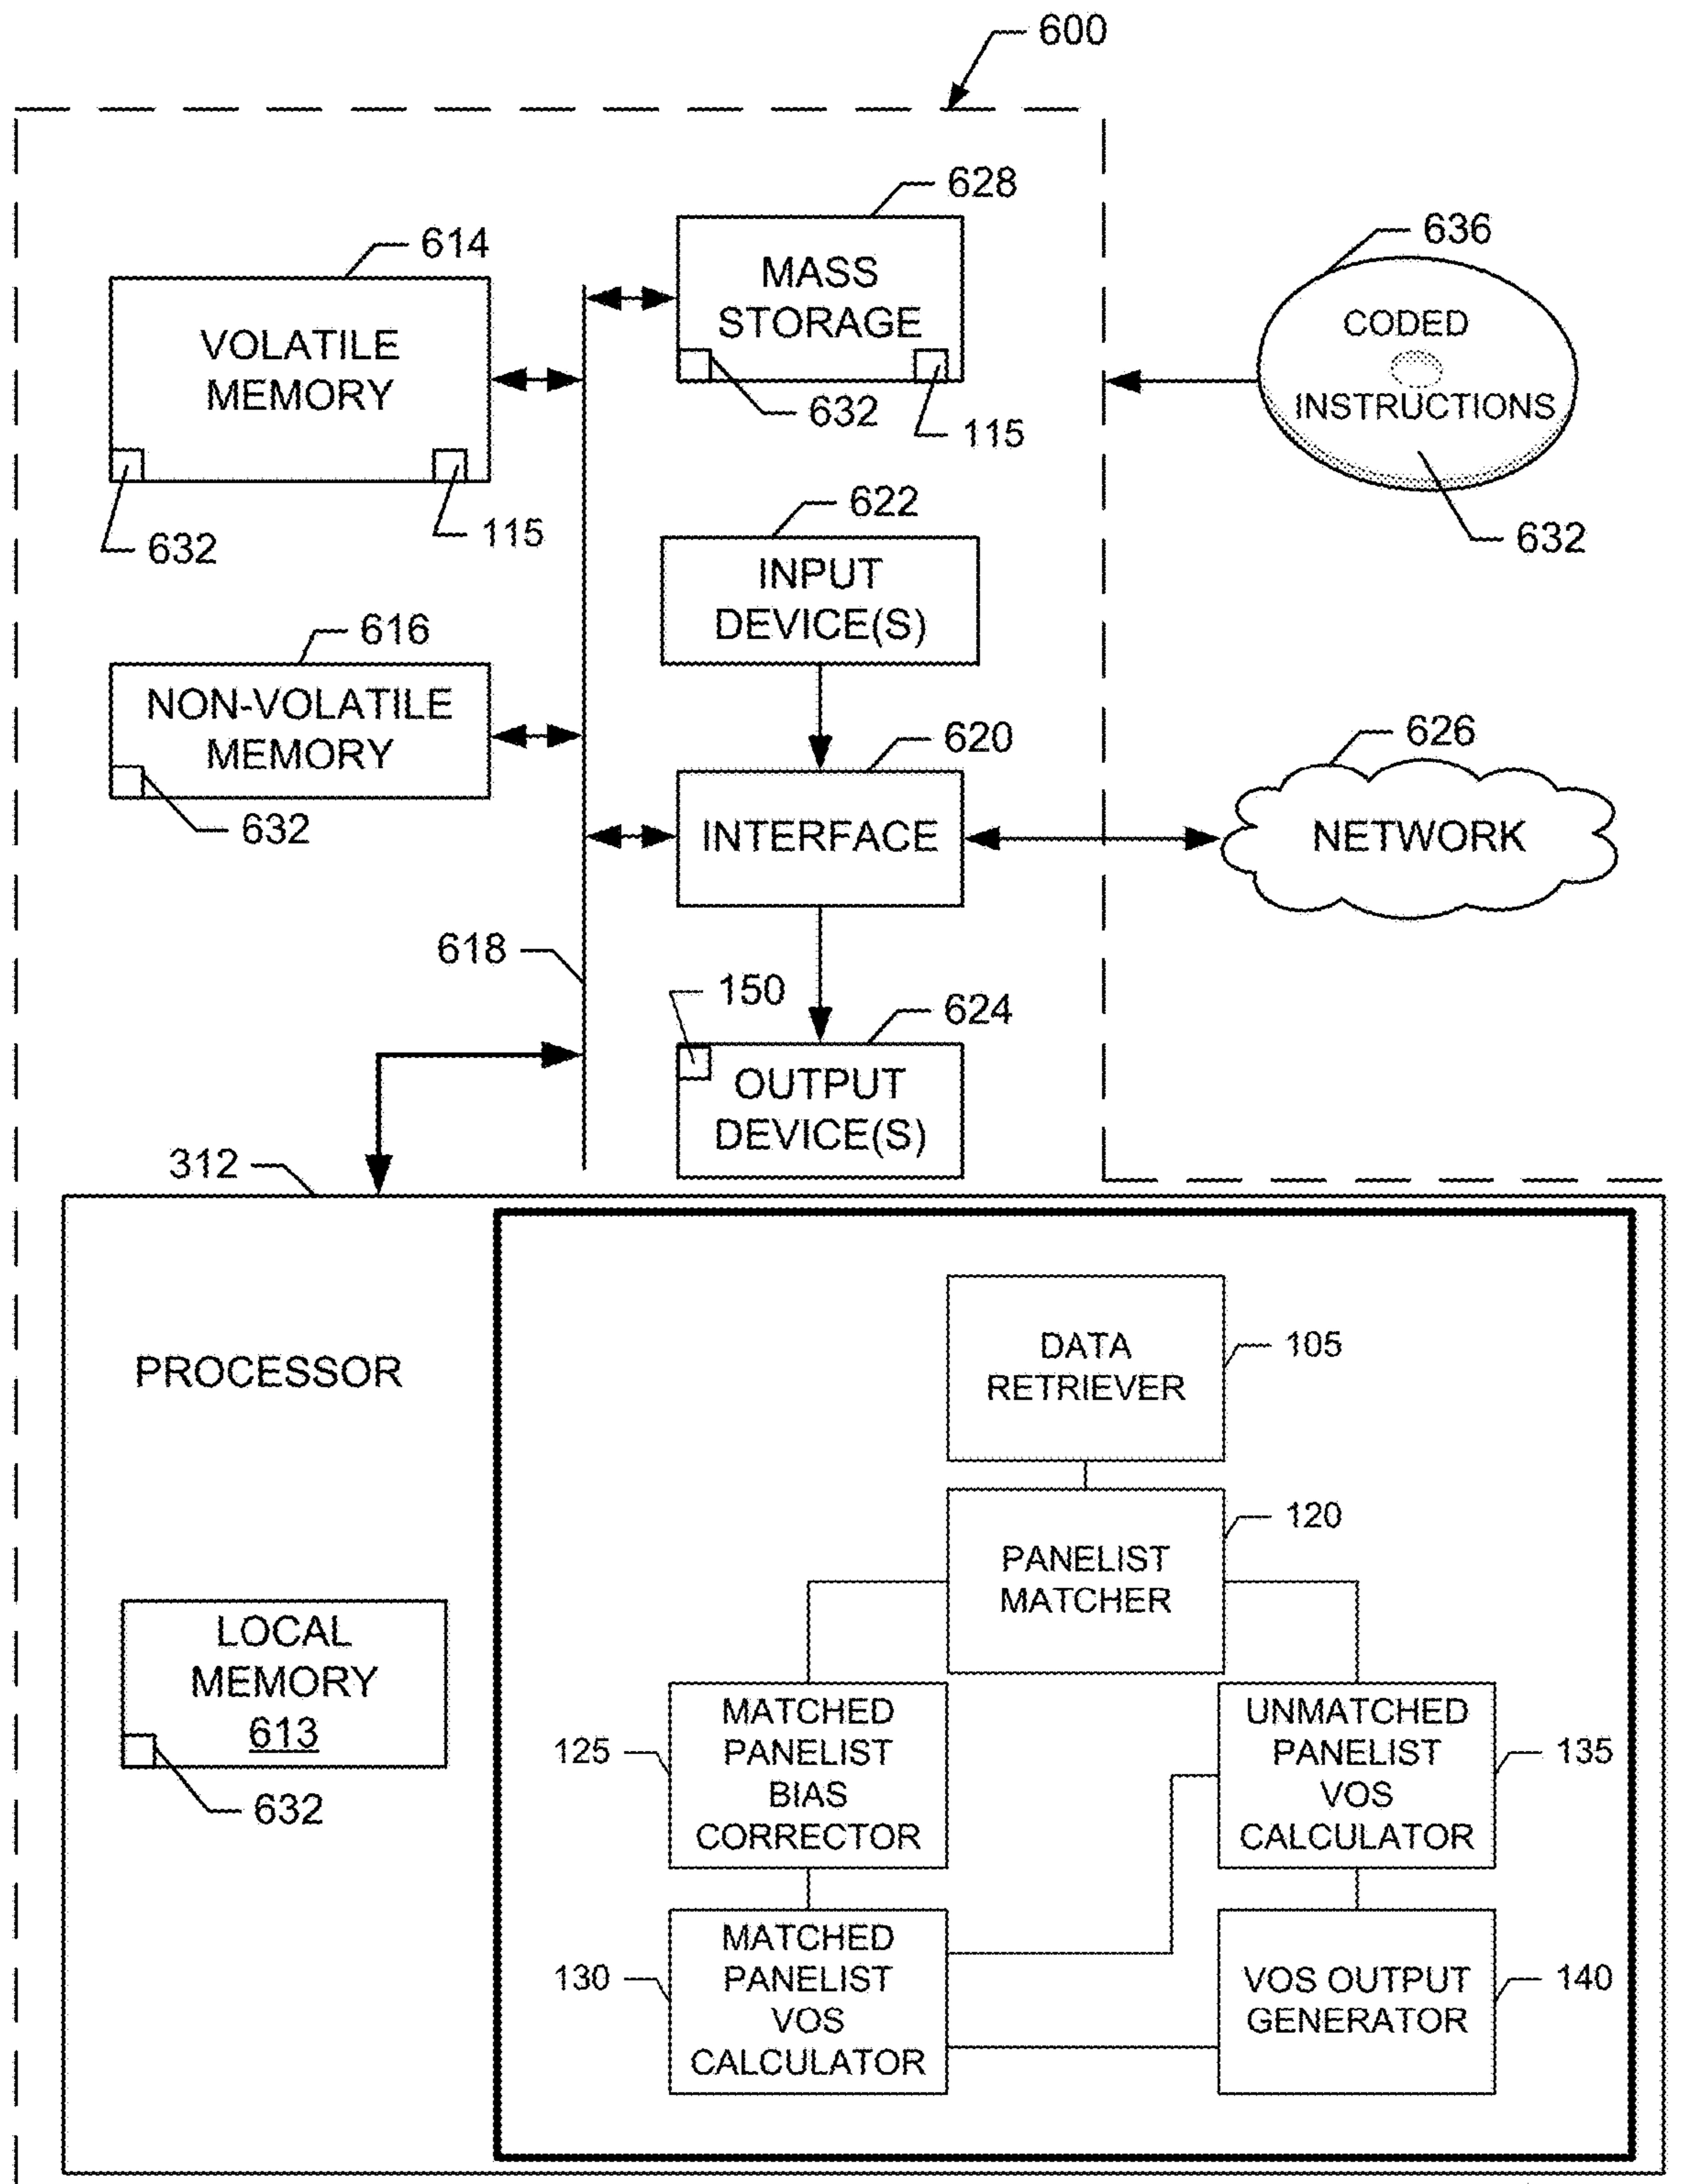 600
628
MASS
STORAGE
632
115
614
VOLATILE
MEMORY
632
115
636
CODED
INSTRUCTIONS
632
622
INPUT
DEVICE(S)
616
NON-VOLATILE
MEMORY
632
620
INTERFACE
626
NETWORK
618
150
624
OUTPUT
DEVICE(S)
312
PROCESSOR
LOCAL
MEMORY
613
632
DATA
RETRIEVER
105
PANELIST
MATCHER
120
MATCHED
PANELIST
BIAS
CORRECTOR
125
UNMATCHED
PANELIST
VOS
CALCULATOR
135
MATCHED
PANELIST
VOS
CALCULATOR
130
VOS OUTPUT
GENERATOR
140